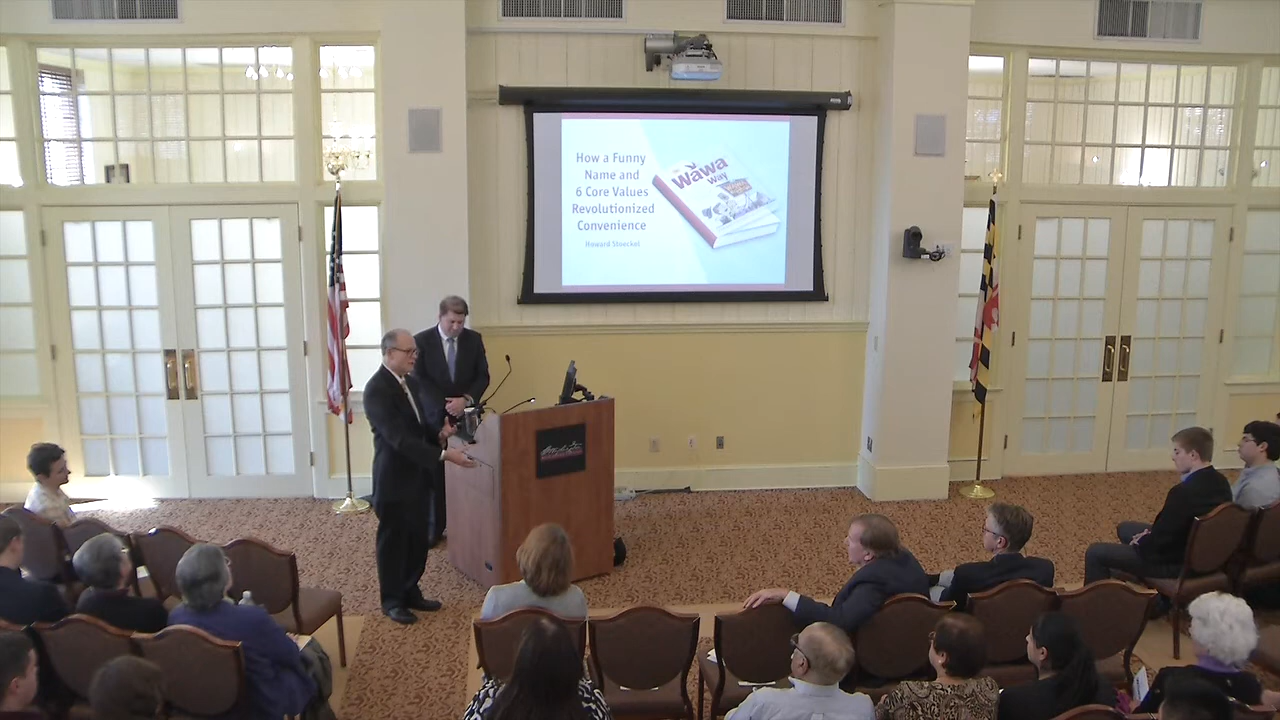 How a Funny
Name and
6 Core Values
Revolutionized
Convenience
Howard Stoeckel
Wawa
Way